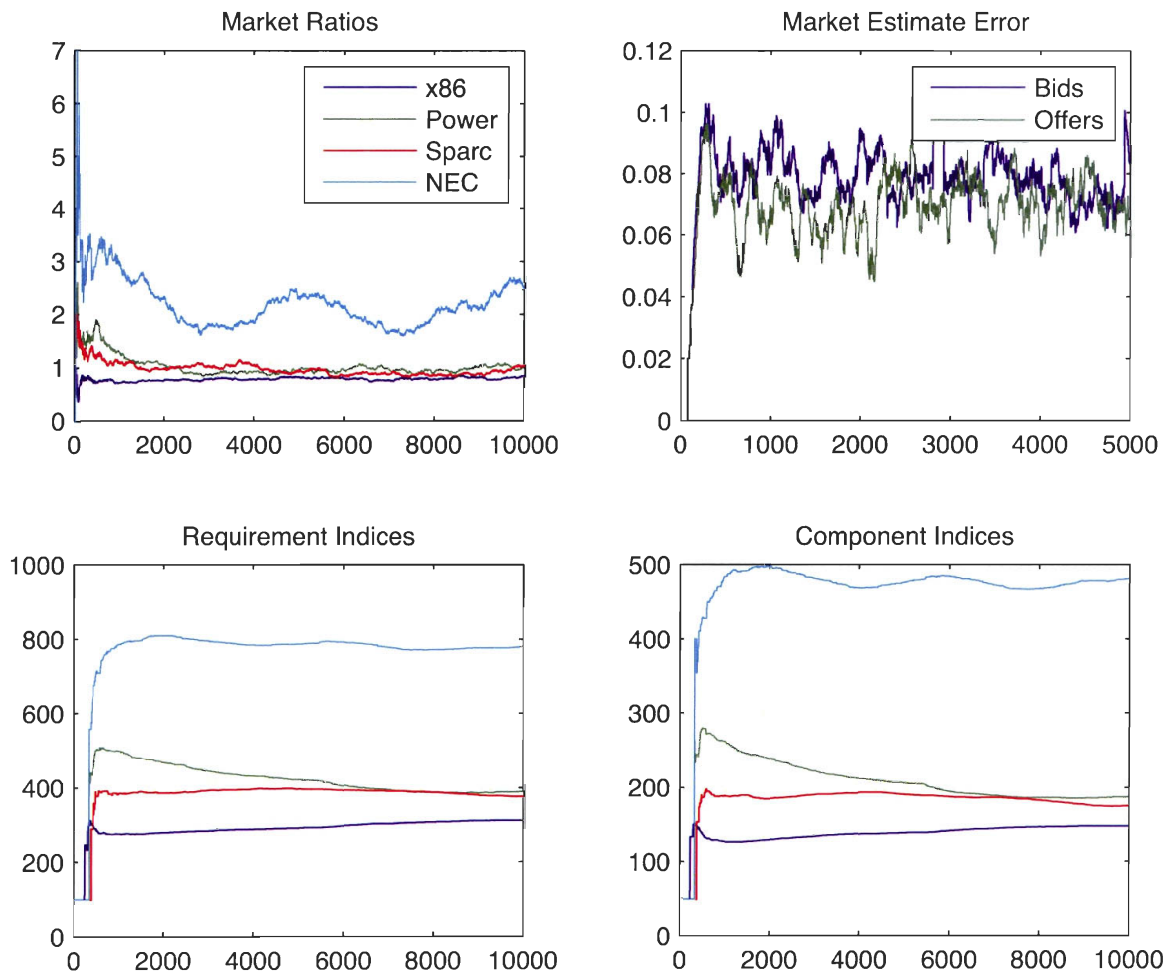 Market Ratios
7
6
5
4
3
2
1
0
0 2000 4000 6000 8000 10000
x86
Power
Sparc
NEC
Market Estimate Error
0.12
0.1
0.08
0.06
0.04
0.02
0
0 1000 2000 3000 4000 5000
Bids
Offers
Requirement Indices
1000
800
600
400
200
0
0 2000 4000 6000 8000 10000
Component Indices
500
400
300
200
100
0
0 2000 4000 6000 8000 10000